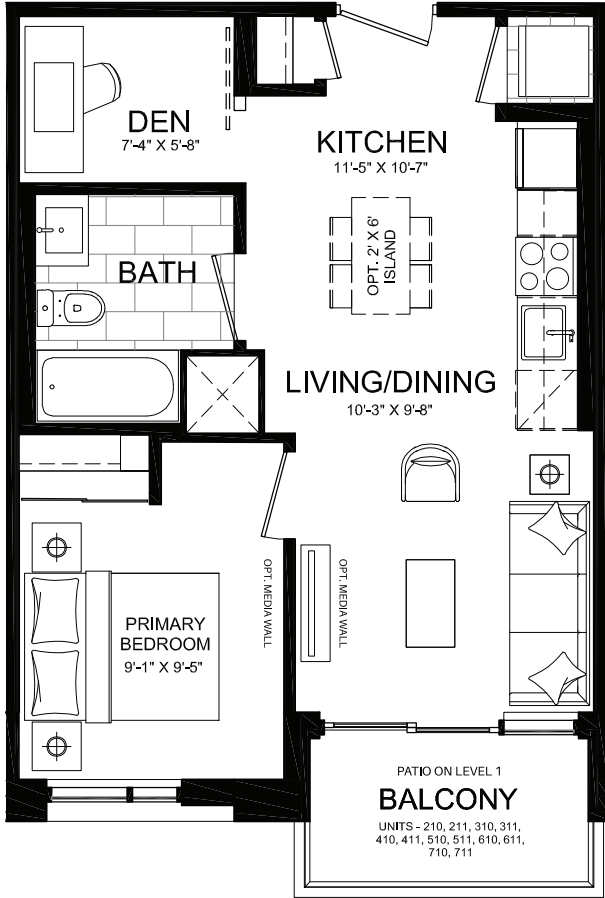 DEN
7'-4" X 5'-8"
KITCHEN
11'-5" X 10'-7"
OPT. 2' X 6'
ISLAND
BATH
LIVING/DINING
10'-3" X 9'-8"
OPT. MEDIA WALL
OPT. MEDIA WALL
PRIMARY
BEDROOM
9'-1" X 9'-5"
PATIO ON LEVEL 1
BALCONY
UNITS - 210, 211, 310, 311,
410, 411, 510, 511, 610, 611,
710, 711